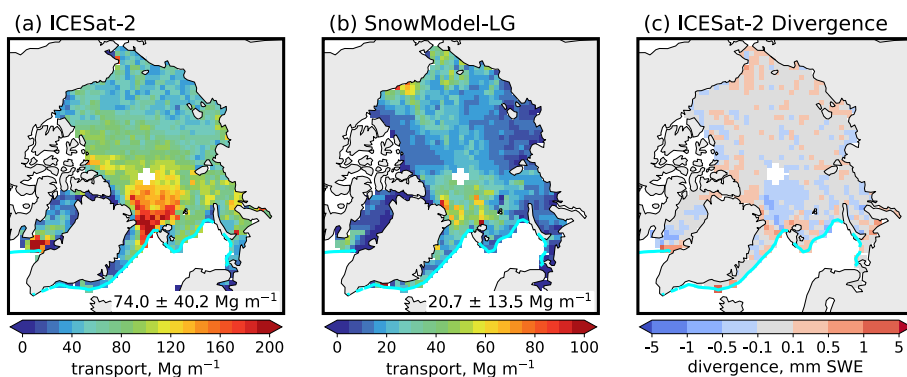 (a) ICESat-2
(b) SnowModel-LG
(c) ICESat-2 Divergence
74.0 ± 40.2 Mg m⁻¹
20.7 ± 13.5 Mg m⁻¹
0 40 80 120 160 200
transport, Mg m⁻¹
0 20 40 60 80 100
transport, Mg m⁻¹
-5 -1 -0.5 -0.1 0.1 0.5 1 5
divergence, mm SWE